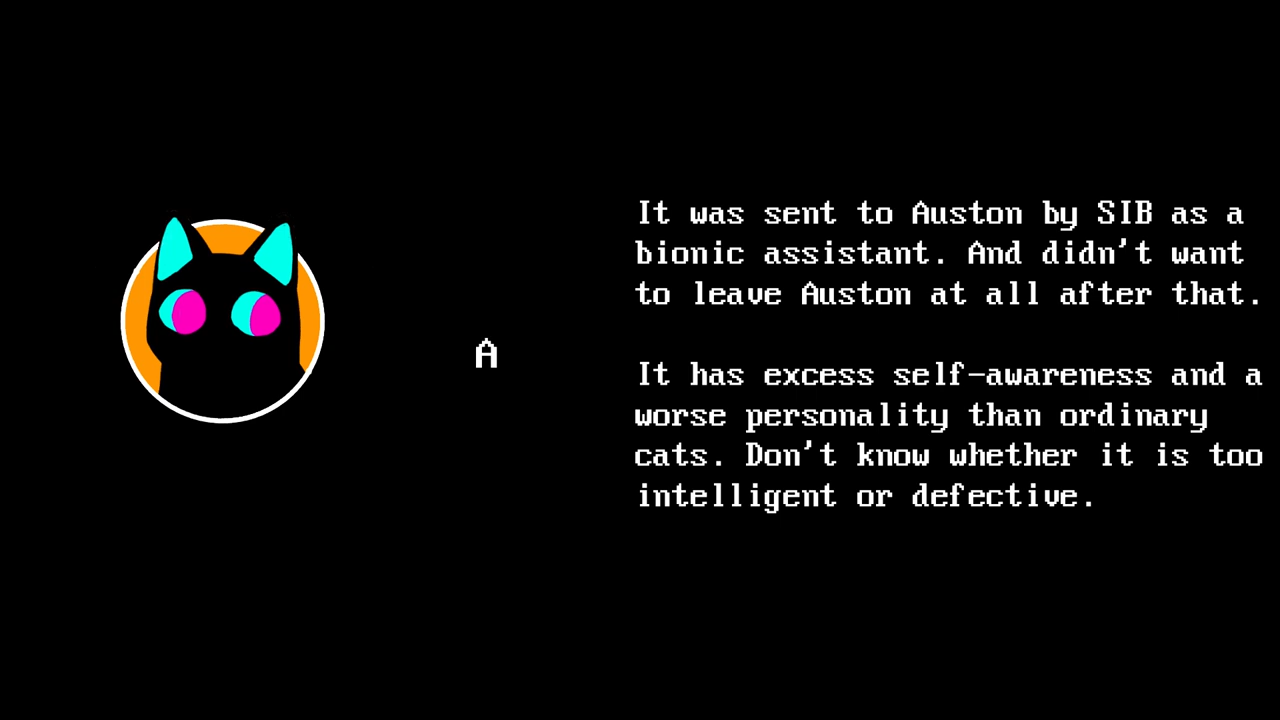 A
It was sent to Auston by SIB as a
bionic assistant. And didn't want
to leave Auston at all after that.
It has excess self-awareness and a
worse personality than ordinary
cats. Don't know whether it is too
intelligent or defective.